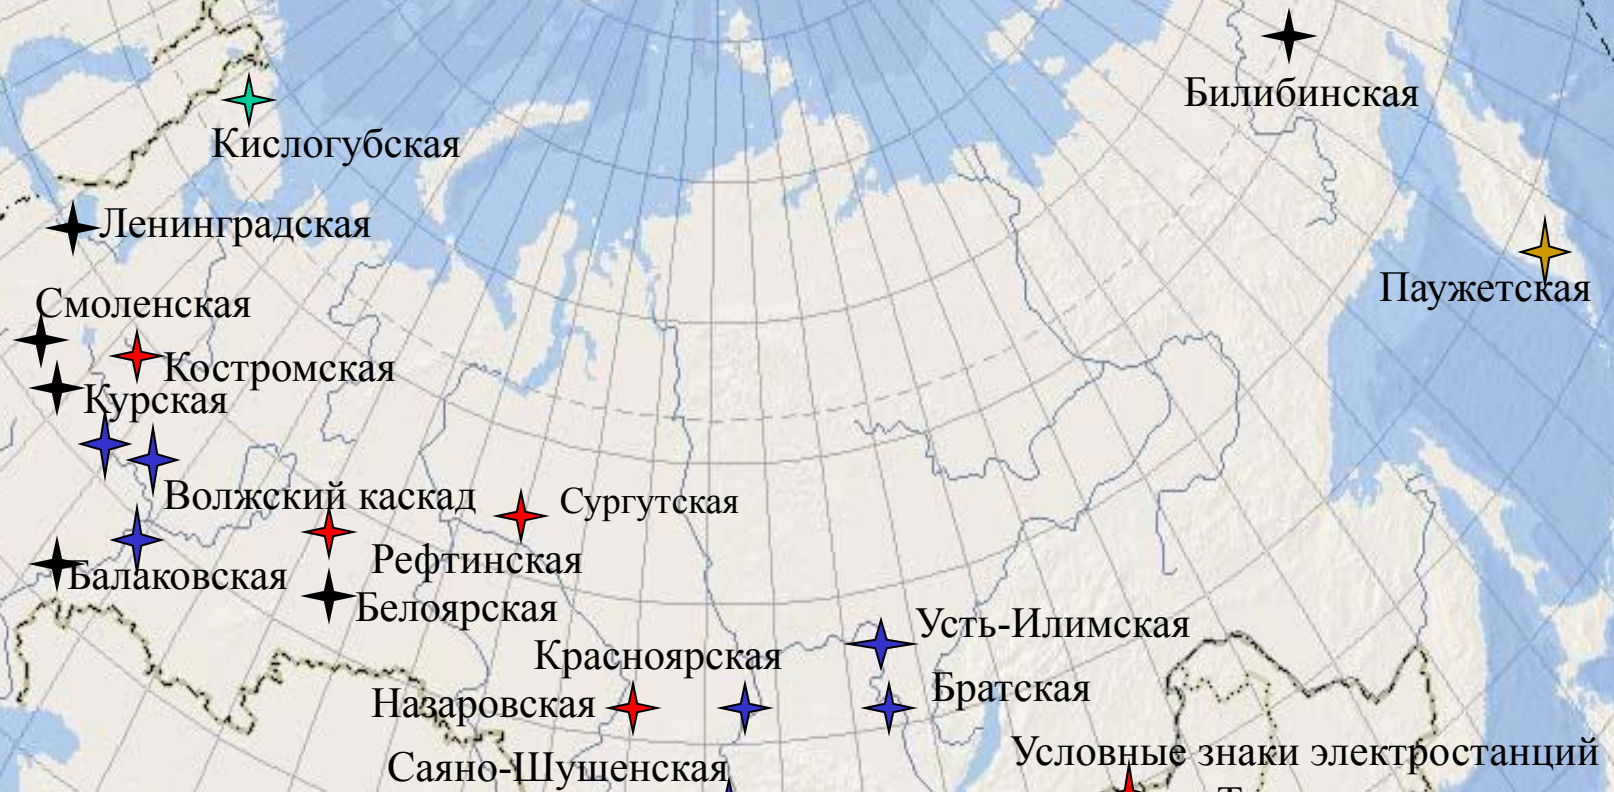 Билибинская
Кислогубская
Ленинградская
Паужетская
Смоленская
Костромская
Курская
Волжский каскад
Сургутская
Рефтинская
Балаковская
Белоярская
Усть-Илимская
Красноярская
Братская
Назаровская
Условные знаки электростанций
Саяно-Шушенская